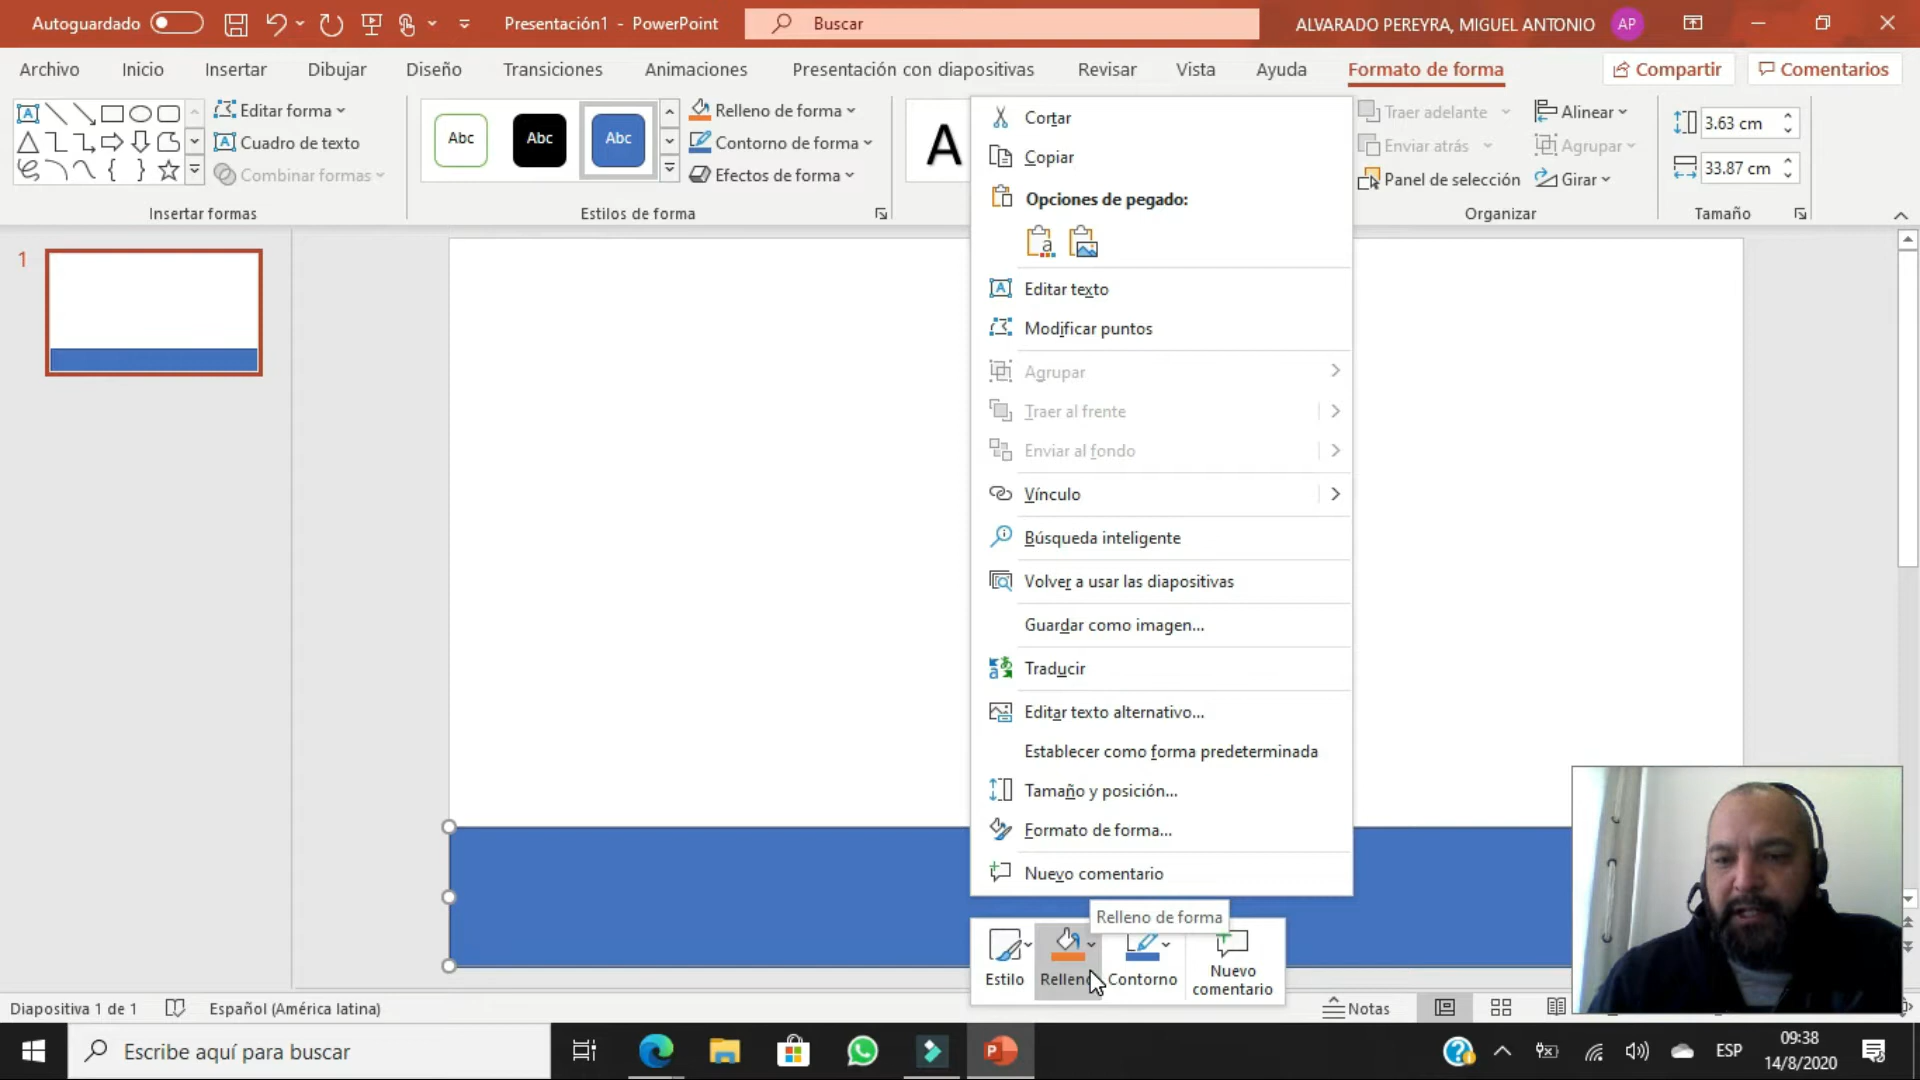 Autoguardado
Presentación1 - PowerPoint
Buscar
ALVARADO PEREYRA, MIGUEL ANTONIO
AP
Archivo
Inicio
Insertar
Dibujar
Diseño
Transiciones
Animaciones
Presentación con diapositivas
Revisar
Vista
Ayuda
Formato de forma
Compartir
Comentarios
Editar forma
Cuadro de texto
Combinar formas
Insertar formas
Abc
Abc
Abc
Relleno de forma
Contorno de forma
Efectos de forma
Estilos de forma
A
Traer adelante
Enviar atrás
Panel de selección
Alinear
Agrupar
Girar
Organizar
3.63 cm
33.87 cm
Tamaño
1
Cortar
Copiar
Opciones de pegado:
Editar texto
Modificar puntos
Agrupar
Traer al frente
Enviar al fondo
Vínculo
Búsqueda inteligente
Volver a usar las diapositivas
Guardar como imagen...
Traducir
Editar texto alternativo...
Establecer como forma predeterminada
Tamaño y posición...
Formato de forma...
Nuevo comentario
Relleno de forma
Estilo
Relleno
Contorno
Nuevo
comentario
Diapositiva 1 de 1
Español (América latina)
Notas
Escribe aquí para buscar
ESP
09:38
14/8/2020